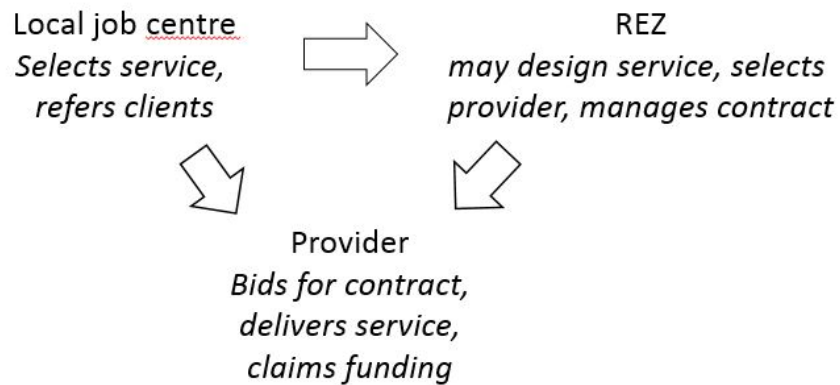 Local job centre
Selects service,
refers clients
REZ
may design service, selects
provider, manages contract
Provider
Bids for contract,
delivers service,
claims funding